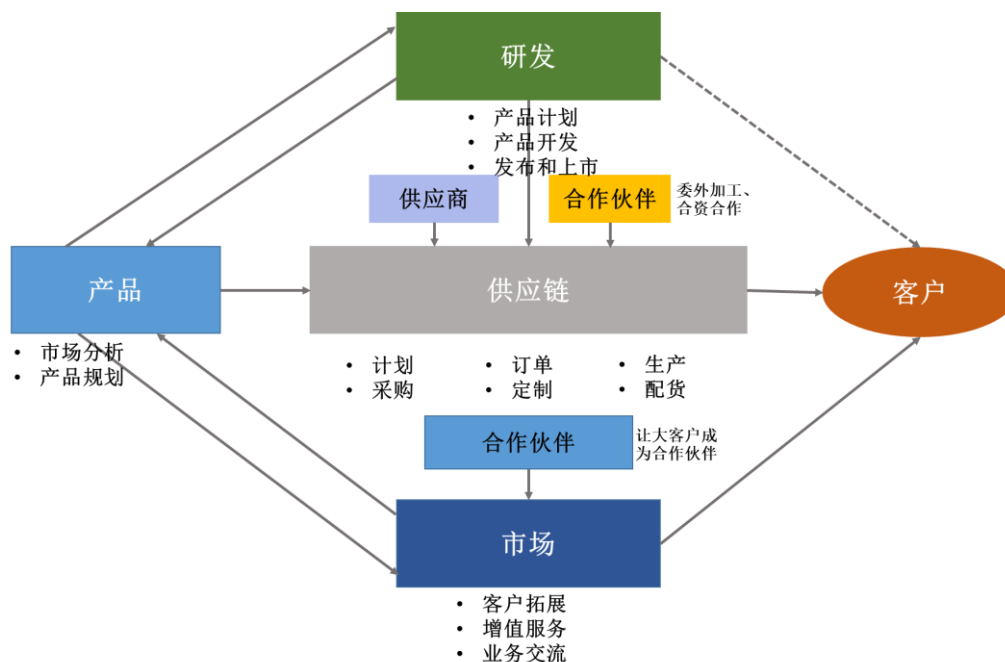 研发
• 产品计划
• 产品开发
• 发布和上市
供应商
合作伙伴
委外加工、
合资合作
产品
供应链
客户
• 市场分析
• 产品规划
• 计划
• 采购
• 订单
• 定制
• 生产
• 配货
合作伙伴
让大客户成
为合作伙伴
市场
• 客户拓展
• 增值服务
• 业务交流